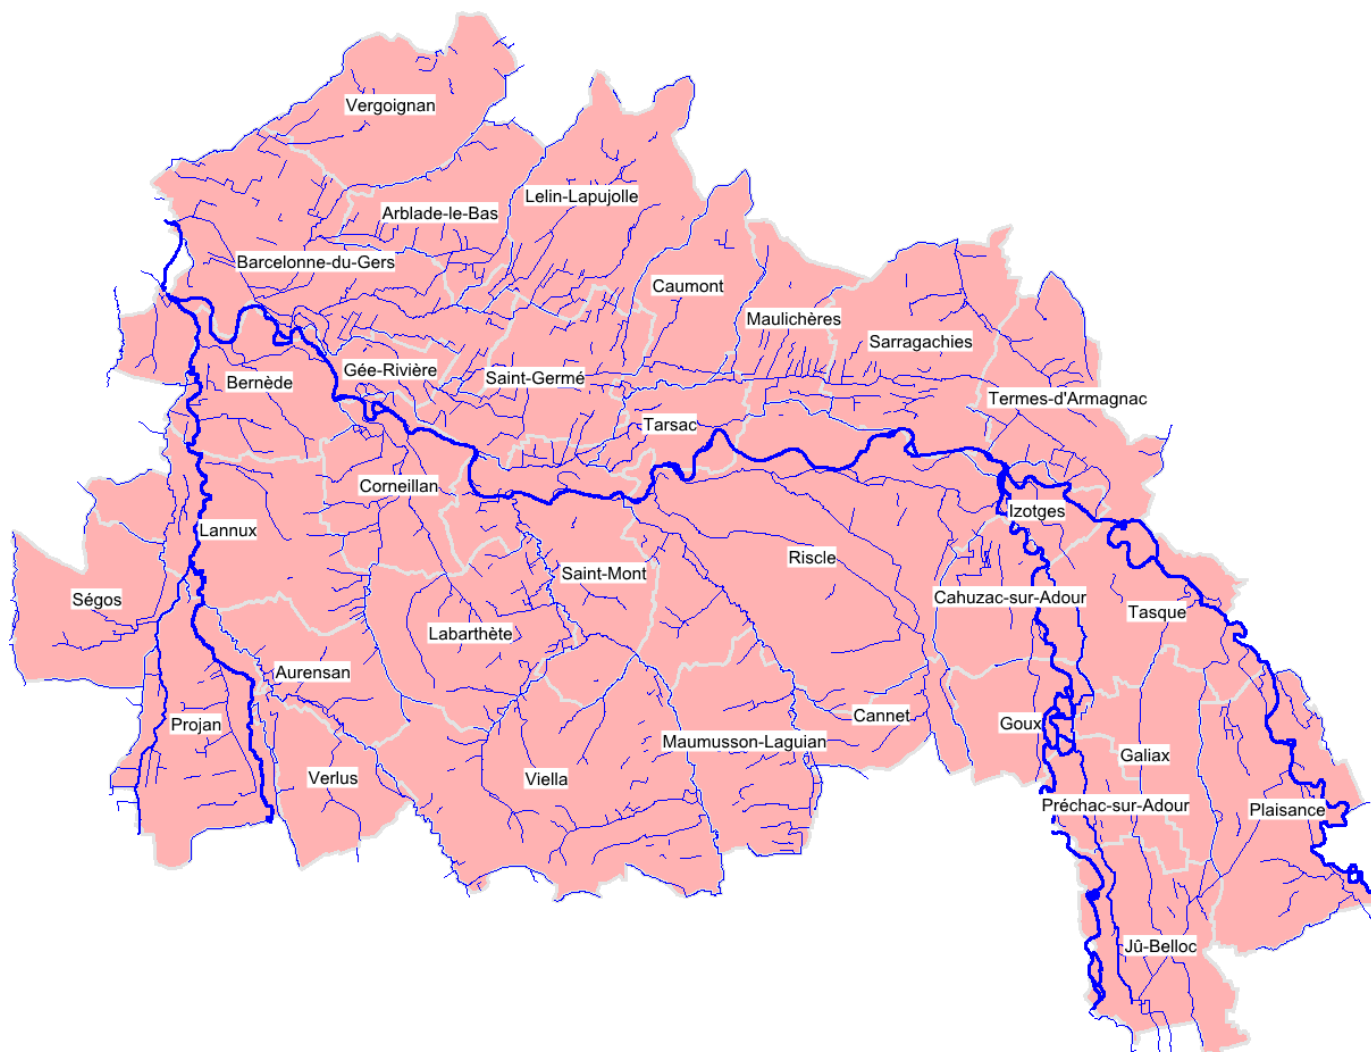 Vergoignan
Lelin-Lapujolle
Arblade-le-Bas
Barcelonne-du-Gers
Caumont
Maulichères
Sarragachies
Gée-Rivière
Saint-Germé
Bernède
Termes-d'Armagnac
Tarsac
Corneillan
Izotges
Lannux
Riscle
Saint-Mont
Ségos
Cahuzac-sur-Adour
Tasque
Labarthète
Aurensan
Cannet
Projan
Goux
Maumusson-Laguian
Galiax
Verlus
Viella
Préchac-sur-Adour
Plaisance
Jû-Belloc